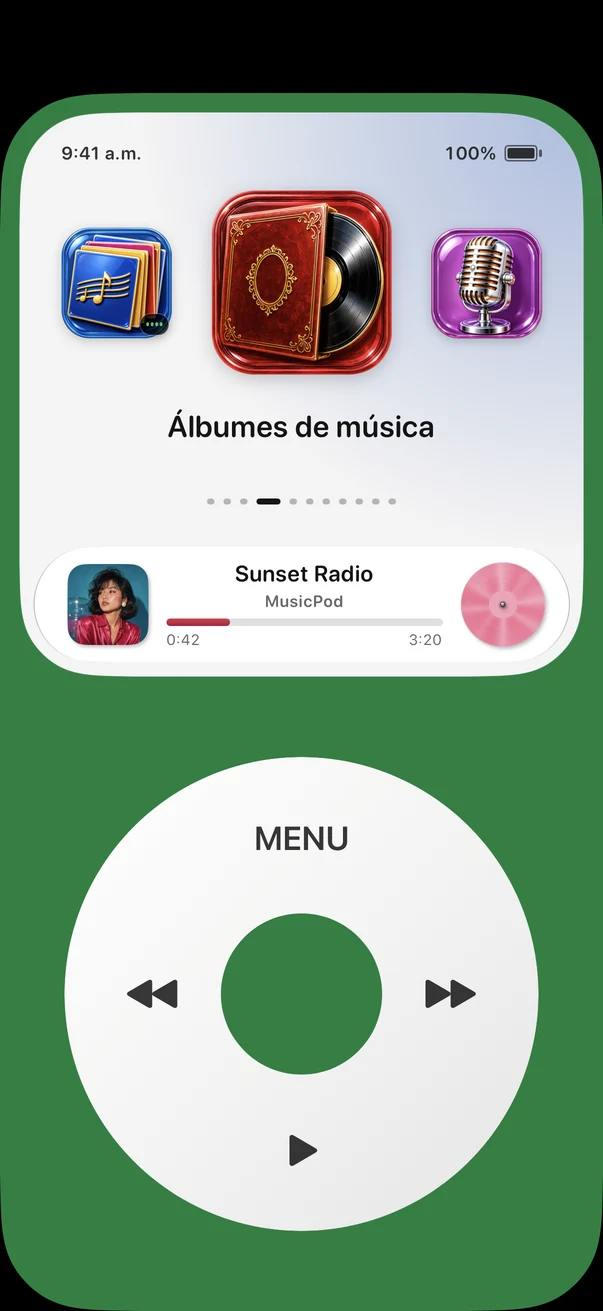 9:41 a.m.
100%
Álbumes de música
Sunset Radio
MusicPod
0:42
3:20
MENU